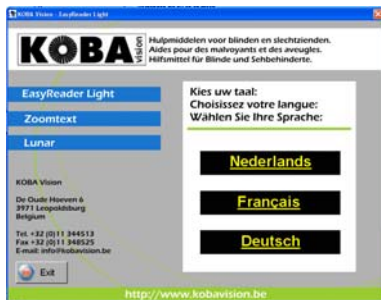 KOBA Vision - EasyReader Light
KOBA vision
Hulpmiddelen voor blinden en slechtzienden.
Aides pour des malvoyants et des aveugles.
Hilfsmittel für Blinde und Sehbehinderte.
EasyReader Light
Zoomtext
Lunar
Kies uw taal:
Choisissez votre langue:
Wählen Sie Ihre Sprache:
Nederlands
Français
Deutsch
KOBA Vision
De Oude Hoeven 6
3971 Leopoldsburg
Belgium
Tel. +32 (0)11 344513
Fax +32 (0)11 348525
E-mail: info@kobavision.be
Exit
http://www.kobavision.be